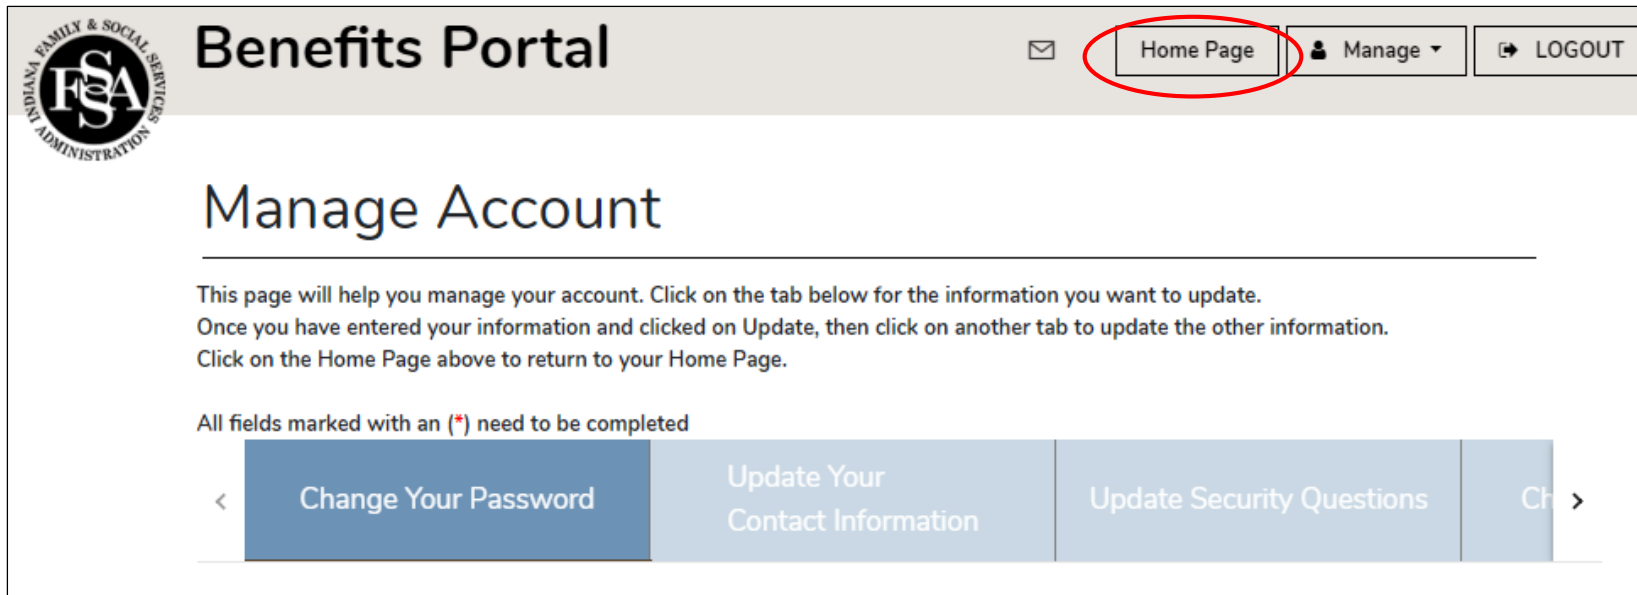 INDIANA FAMILY & SOCIAL SERVICES ADMINISTRATION
FSSA
Benefits Portal
Home Page
Manage
LOGOUT
Manage Account
This page will help you manage your account. Click on the tab below for the information you want to update.
Once you have entered your information and clicked on Update, then click on another tab to update the other information.
Click on the Home Page above to return to your Home Page.
All fields marked with an (*) need to be completed
Change Your Password
Update Your
Contact Information
Update Security Questions
Ch